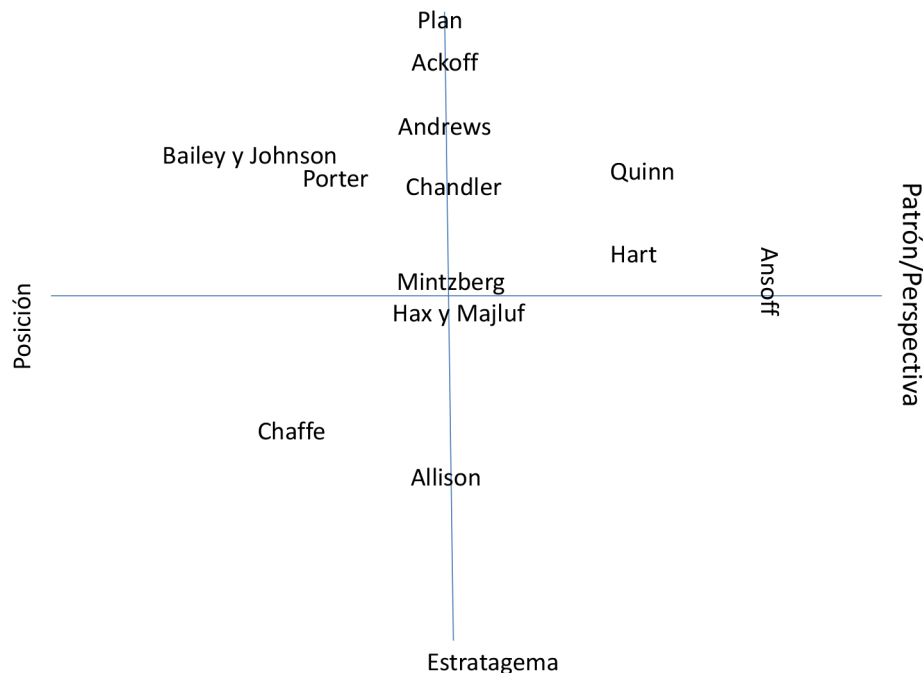 Plan
Ackoff
Andrews
Bailey y Johnson
Porter
Chandler
Quinn
Hart
Ansoff
Patrón/Perspectiva
Mintzberg
Posición
Hax y Majluf
Chaffe
Allison
Estratagema